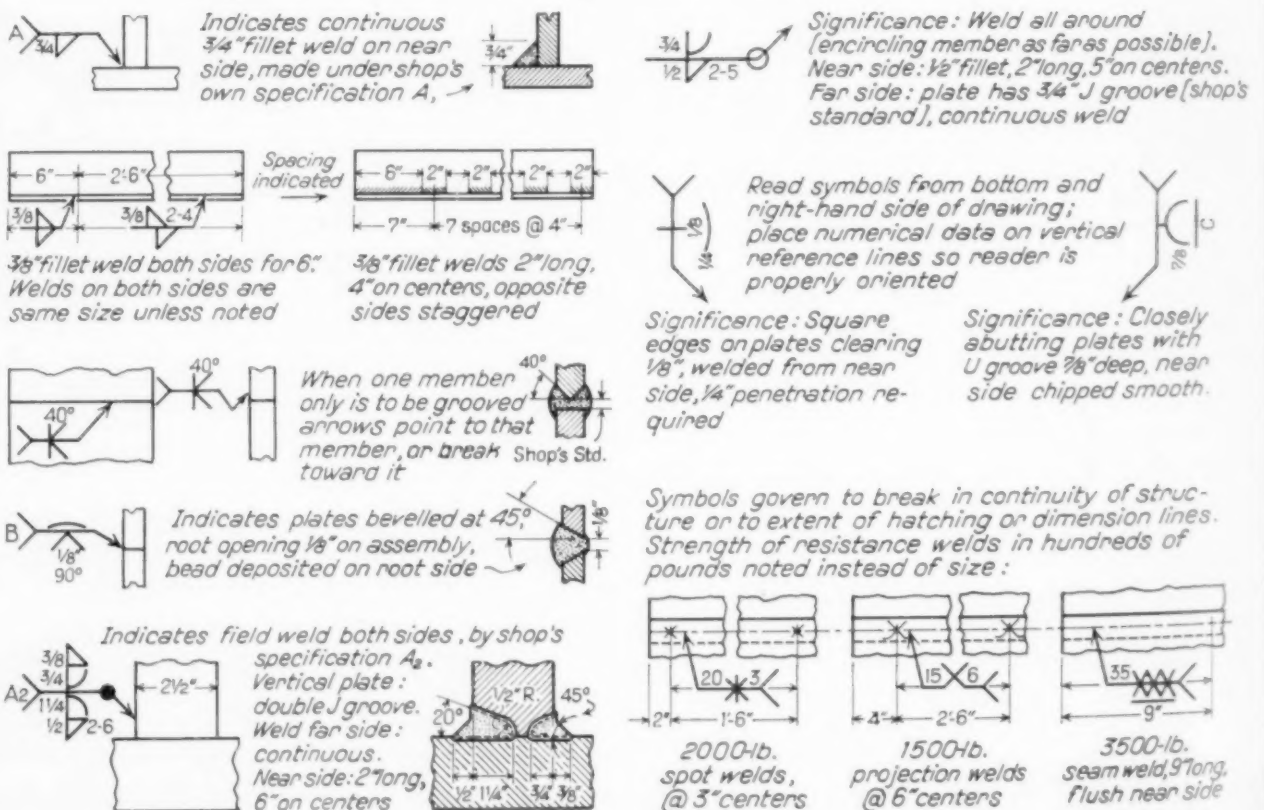 A
3/4
Indicates continuous
3/4" fillet weld on near
side, made under shop's
own specification A,
3/4"
6"
2'-6"
3/8
3/8
2-4
Spacing
indicated
6"
2"
2"
2"
2"
7"
7 spaces @ 4"
3/8" fillet weld both sides for 6".
Welds on both sides are
same size unless noted
3/8" fillet welds 2" long,
4" on centers, opposite
sides staggered
40°
40°
When one member
only is to be grooved
arrows point to that
member, or break
toward it
40°
Shop's Std.
B
1/8"
90°
Indicates plates bevelled at 45°,
root opening 1/8" on assembly,
bead deposited on root side
1/8"
Indicates field weld both sides, by shop's
specification A2.
Vertical plate:
double J groove.
Weld far side:
continuous.
Near side: 2" long,
6" on centers
A2
3/8
3/4
1 1/4
1/2
2-6
2 1/2"
1/2" R.
20°
45°
1/2"
1 1/4"
3/4"
3/8"
3/4
1/2
2-5
Significance: Weld all around
[encircling member as far as possible].
Near side: 1/2" fillet, 2" long, 5" on centers.
Far side: plate has 3/4" J groove [shop's
standard], continuous weld
1/8
1/4
Read symbols from bottom and
right-hand side of drawing;
place numerical data on vertical
reference lines so reader is
properly oriented
7/8
C
Significance: Square
edges on plates clearing
1/8", welded from near
side, 1/4" penetration re-
quired
Significance: Closely
abutting plates with
U groove 7/8" deep, near
side chipped smooth.
Symbols govern to break in continuity of struc-
ture or to extent of hatching or dimension lines.
Strength of resistance welds in hundreds of
pounds noted instead of size:
20
3
2"
1'-6"
2000-lb.
spot welds,
@ 3" centers
15
6
4"
2'-6"
1500-lb.
projection welds
@ 6" centers
35
9"
3500-lb.
seam weld, 9" long,
flush near side